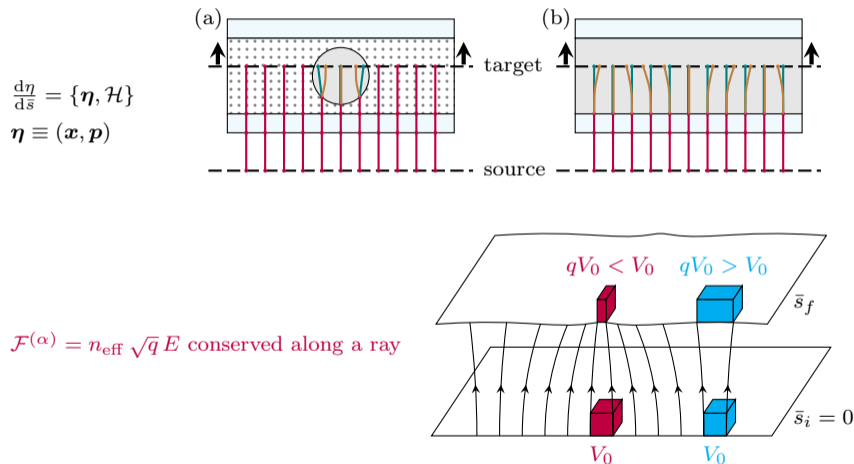 (a)
(b)
target
dη/ds̄ = {η, ℋ}
η ≡ (x, p)
source
qV₀ < V₀
qV₀ > V₀
s̄_f
ℱ^(α) = n_eff √q E conserved along a ray
s̄_i = 0
V₀
V₀